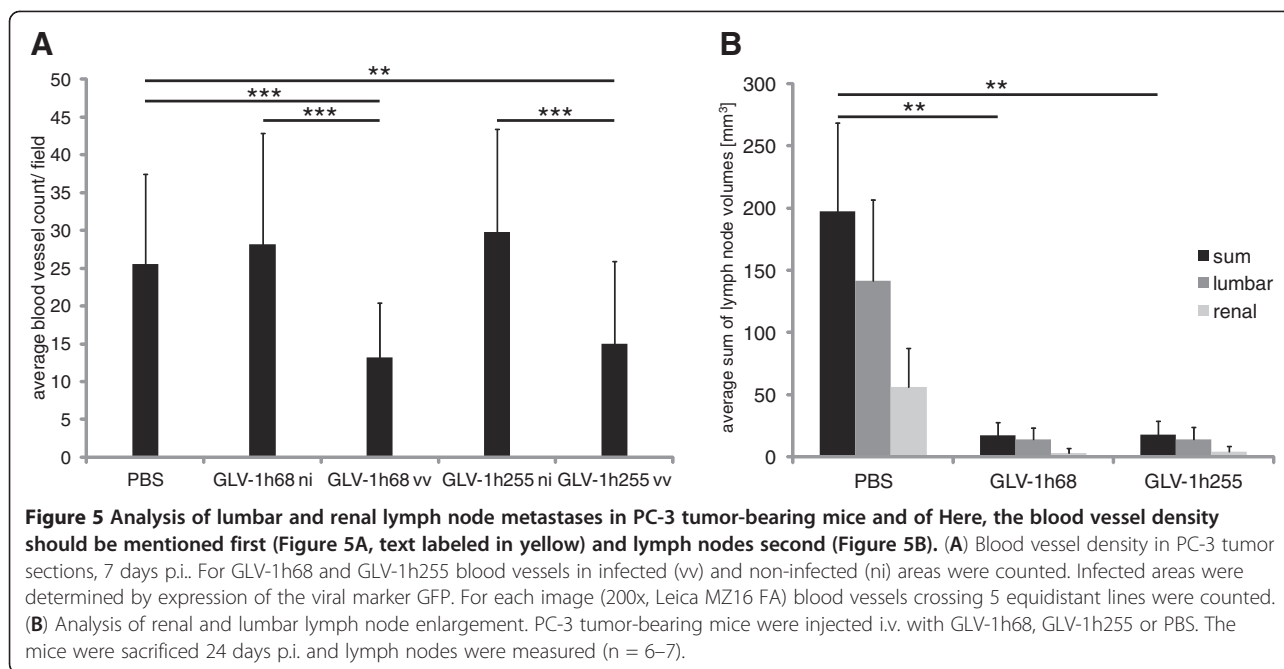 A
**
***
***
***
50
45
40
35
30
25
20
15
10
5
0
average blood vessel count/ field
PBS
GLV-1h68 ni
GLV-1h68 vv
GLV-1h255 ni
GLV-1h255 vv
B
**
**
300
250
200
150
100
50
0
average sum of lymph node volumes [mm³]
sum
lumbar
renal
PBS
GLV-1h68
GLV-1h255
Figure 5 Analysis of lumbar and renal lymph node metastases in PC-3 tumor-bearing mice and of Here, the blood vessel density
should be mentioned first (Figure 5A, text labeled in yellow) and lymph nodes second (Figure 5B). (A) Blood vessel density in PC-3 tumor
sections, 7 days p.i.. For GLV-1h68 and GLV-1h255 blood vessels in infected (vv) and non-infected (ni) areas were counted. Infected areas were
determined by expression of the viral marker GFP. For each image (200x, Leica MZ16 FA) blood vessels crossing 5 equidistant lines were counted.
(B) Analysis of renal and lumbar lymph node enlargement. PC-3 tumor-bearing mice were injected i.v. with GLV-1h68, GLV-1h255 or PBS. The
mice were sacrificed 24 days p.i. and lymph nodes were measured (n = 6–7).